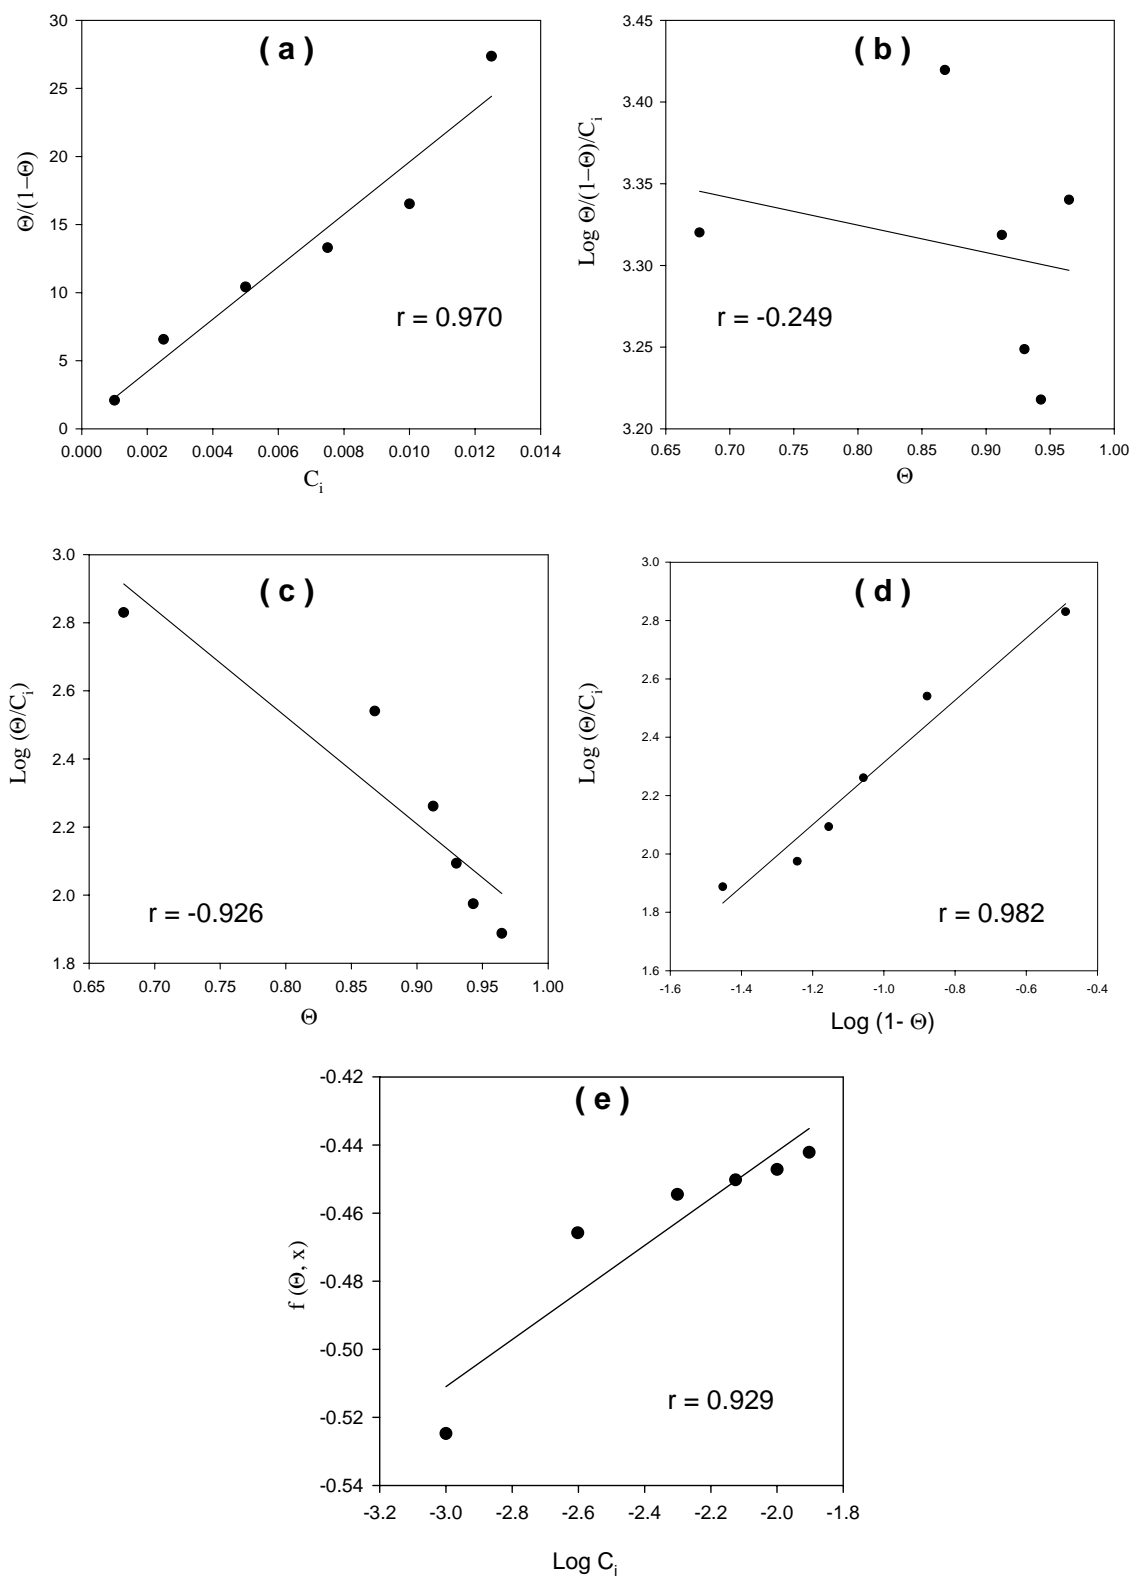 ( a )
30
25
20
15
10
5
0
Θ/(1−Θ)
r = 0.970
0.000 0.002 0.004 0.006 0.008 0.010 0.012 0.014
Ci
( b )
3.45
3.40
3.35
3.30
3.25
3.20
Log Θ/(1−Θ)/Ci
r = -0.249
0.65 0.70 0.75 0.80 0.85 0.90 0.95 1.00
Θ
( c )
3.0
2.8
2.6
2.4
2.2
2.0
1.8
Log (Θ/Ci)
r = -0.926
0.65 0.70 0.75 0.80 0.85 0.90 0.95 1.00
Θ
( d )
3.0
2.8
2.6
2.4
2.2
2.0
1.8
1.6
Log (Θ/Ci)
r = 0.982
-1.6 -1.4 -1.2 -1.0 -0.8 -0.6 -0.4
Log (1- Θ)
( e )
-0.42
-0.44
-0.46
-0.48
-0.50
-0.52
-0.54
f (Θ, x)
r = 0.929
-3.2 -3.0 -2.8 -2.6 -2.4 -2.2 -2.0 -1.8
Log Ci